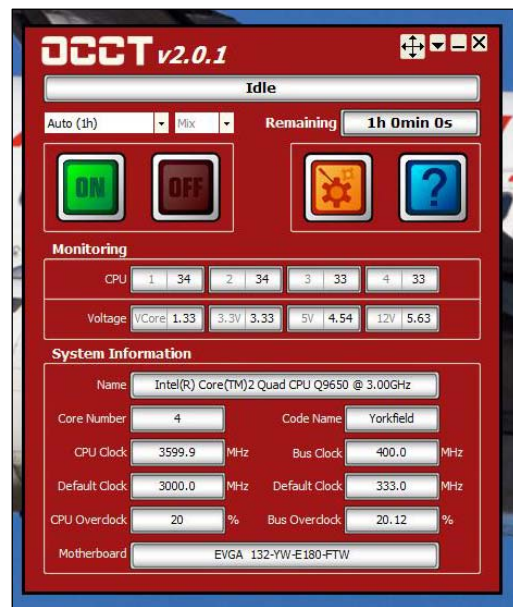 OCCT v2.0.1
Idle
Auto (1h) Mix Remaining 1h 0min 0s
ON OFF ?
Monitoring
CPU 1 34 2 34 3 33 4 33
Voltage VCore 1.33 3.3V 3.33 5V 4.54 12V 5.63
System Information
Name Intel(R) Core(TM)2 Quad CPU Q9650 @ 3.00GHz
Core Number 4 Code Name Yorkfield
CPU Clock 3599.9 MHz Bus Clock 400.0 MHz
Default Clock 3000.0 MHz Default Clock 333.0 MHz
CPU Overclock 20 % Bus Overclock 20.12 %
Motherboard EVGA 132-YW-E180-FTW